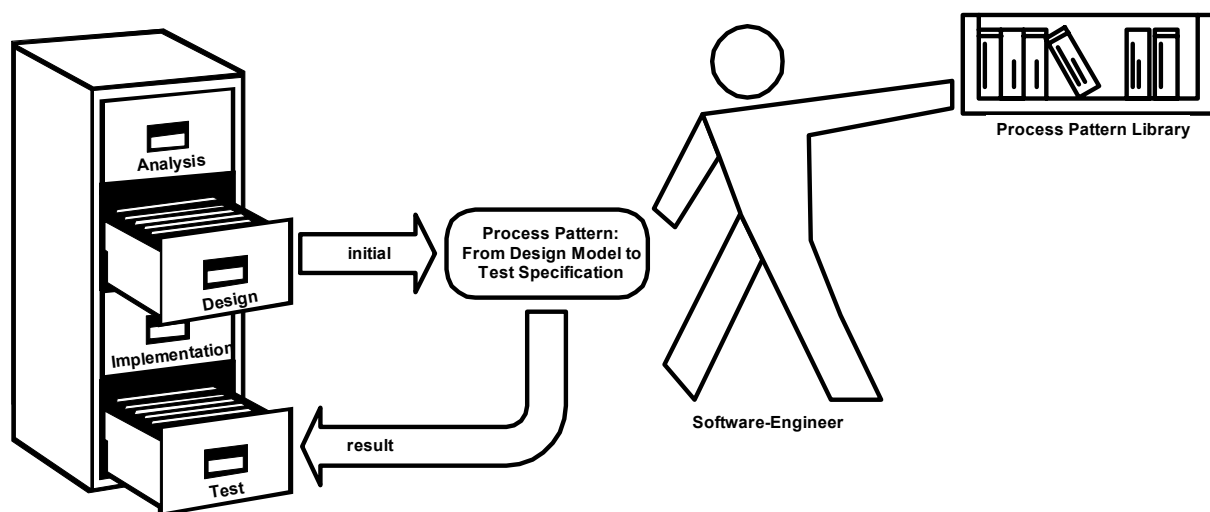 Process Pattern Library
Analysis
Design
Implementation
Test
initial
Process Pattern:
From Design Model to
Test Specification
result
Software-Engineer